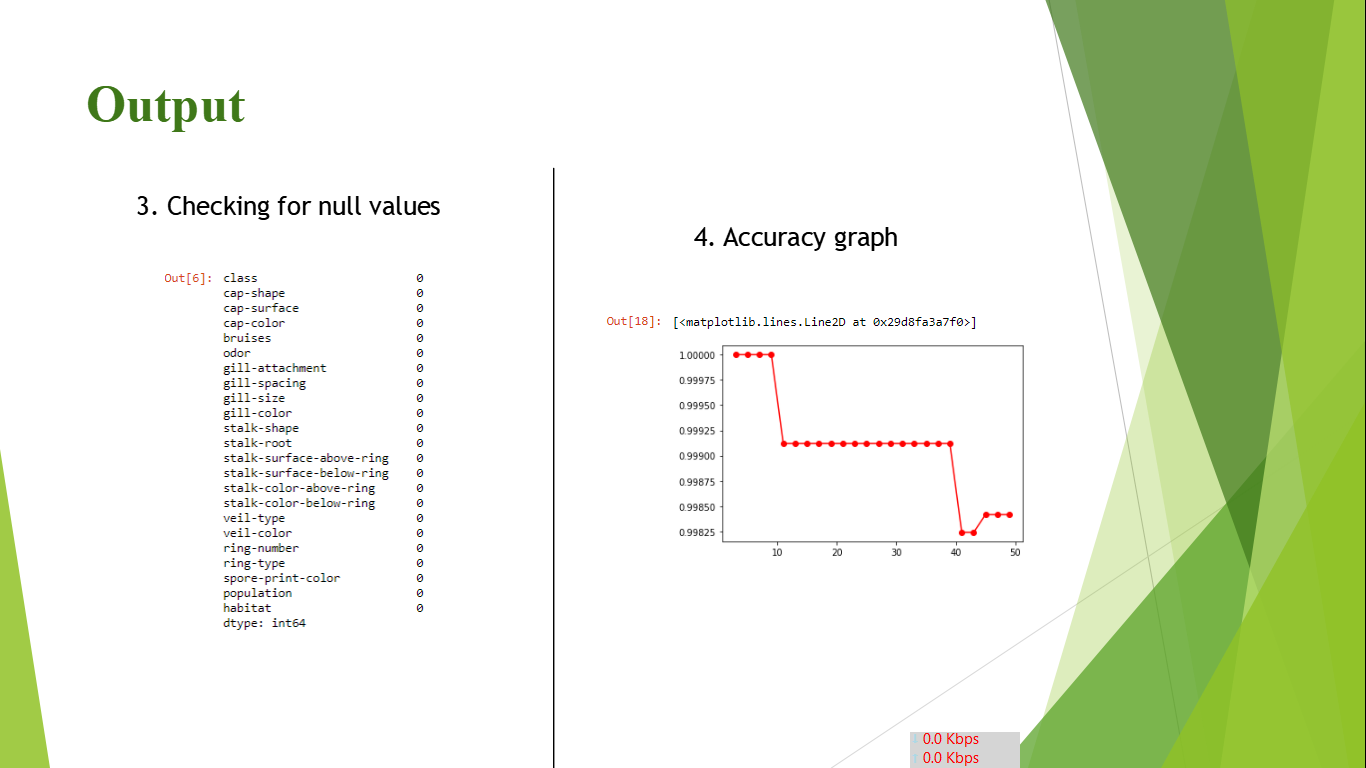 Output
3. Checking for null values
Out[6]: class 0
cap-shape 0
cap-surface 0
cap-color 0
bruises 0
odor 0
gill-attachment 0
gill-spacing 0
gill-size 0
gill-color 0
stalk-shape 0
stalk-root 0
stalk-surface-above-ring 0
stalk-surface-below-ring 0
stalk-color-above-ring 0
stalk-color-below-ring 0
veil-type 0
veil-color 0
ring-number 0
ring-type 0
spore-print-color 0
population 0
habitat 0
dtype: int64
4. Accuracy graph
Out[18]: [<matplotlib.lines.Line2D at 0x29d8fa3a7f0>]
1.00000
0.99975
0.99950
0.99925
0.99900
0.99875
0.99850
0.99825
10 20 30 40 50
0.0 Kbps
0.0 Kbps